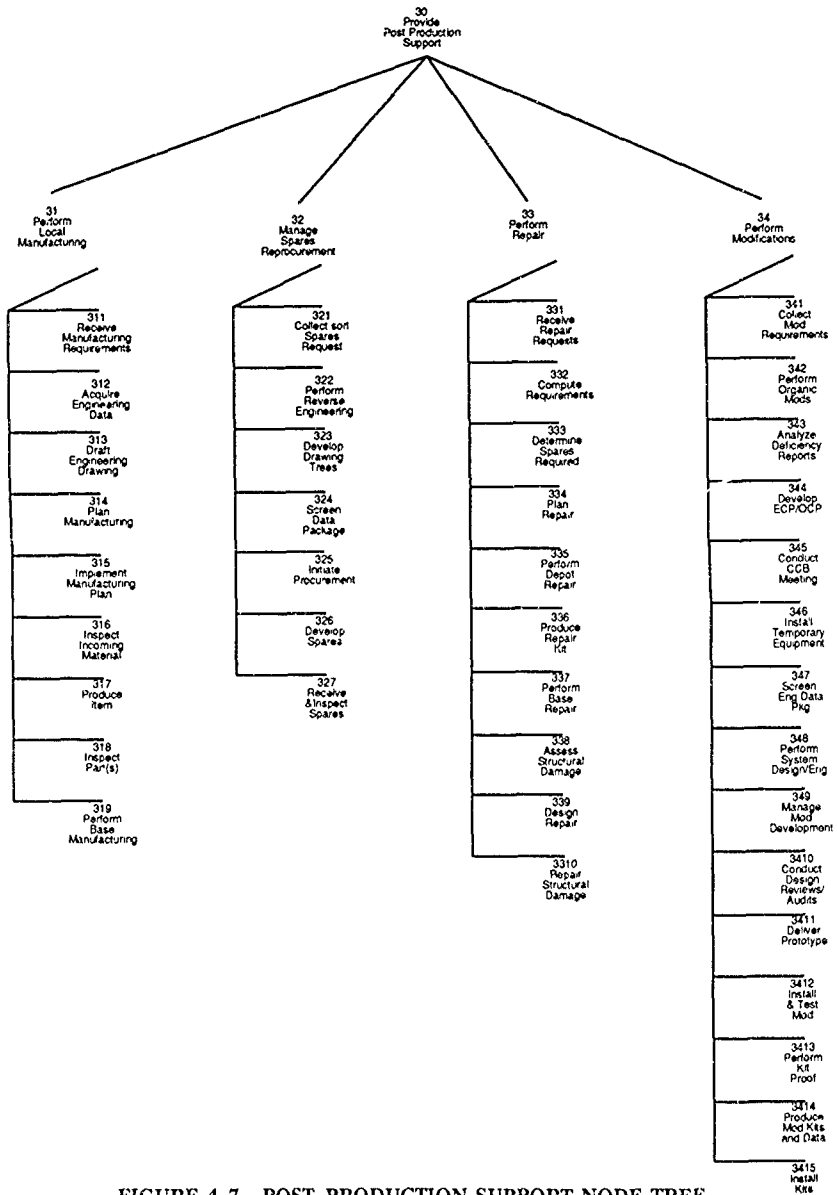 30
Provide
Post Production
Support
31
Perform
Local
Manufacturing
32
Manage
Spares
Reprocurement
33
Perform
Repair
34
Perform
Modifications
311
Receive
Manufacturing
Requirements
312
Acquire
Engineering
Data
313
Draft
Engineering
Drawing
314
Plan
Manufacturing
315
Implement
Manufacturing
Plan
316
Inspect
Incoming
Material
317
Produce
Item
318
Inspect
Part(s)
319
Perform
Base
Manufacturing
321
Collect sort
Spares
Request
322
Perform
Reverse
Engineering
323
Develop
Drawing
Trees
324
Screen
Data
Package
325
Initiate
Procurement
326
Develop
Spares
327
Receive
&Inspect
Spares
331
Receive
Repair
Requests
332
Compute
Requirements
333
Determine
Spares
Required
334
Plan
Repair
335
Perform
Depot
Repair
336
Produce
Repair
Kit
337
Perform
Base
Repair
338
Assess
Structural
Damage
339
Design
Repair
3310
Repair
Structural
Damage
341
Collect
Mod
Requirements
342
Perform
Organic
Mods
343
Analyze
Deficiency
Reports
344
Develop
ECP/OCP
345
Conduct
CCB
Meeting
346
Install
Temporary
Equipment
347
Screen
Eng Data
Pkg
348
Perform
System
Design/Eng
349
Manage
Mod
Development
3410
Conduct
Design
Reviews/
Audits
3411
Deliver
Prototype
3412
Install
& Test
Mod
3413
Perform
Kit
Proof
3414
Produce
Mod Kits
and Data
3415
Install
Kits
FIGURE 4-7. POST-PRODUCTION SUPPORT NODE TREE